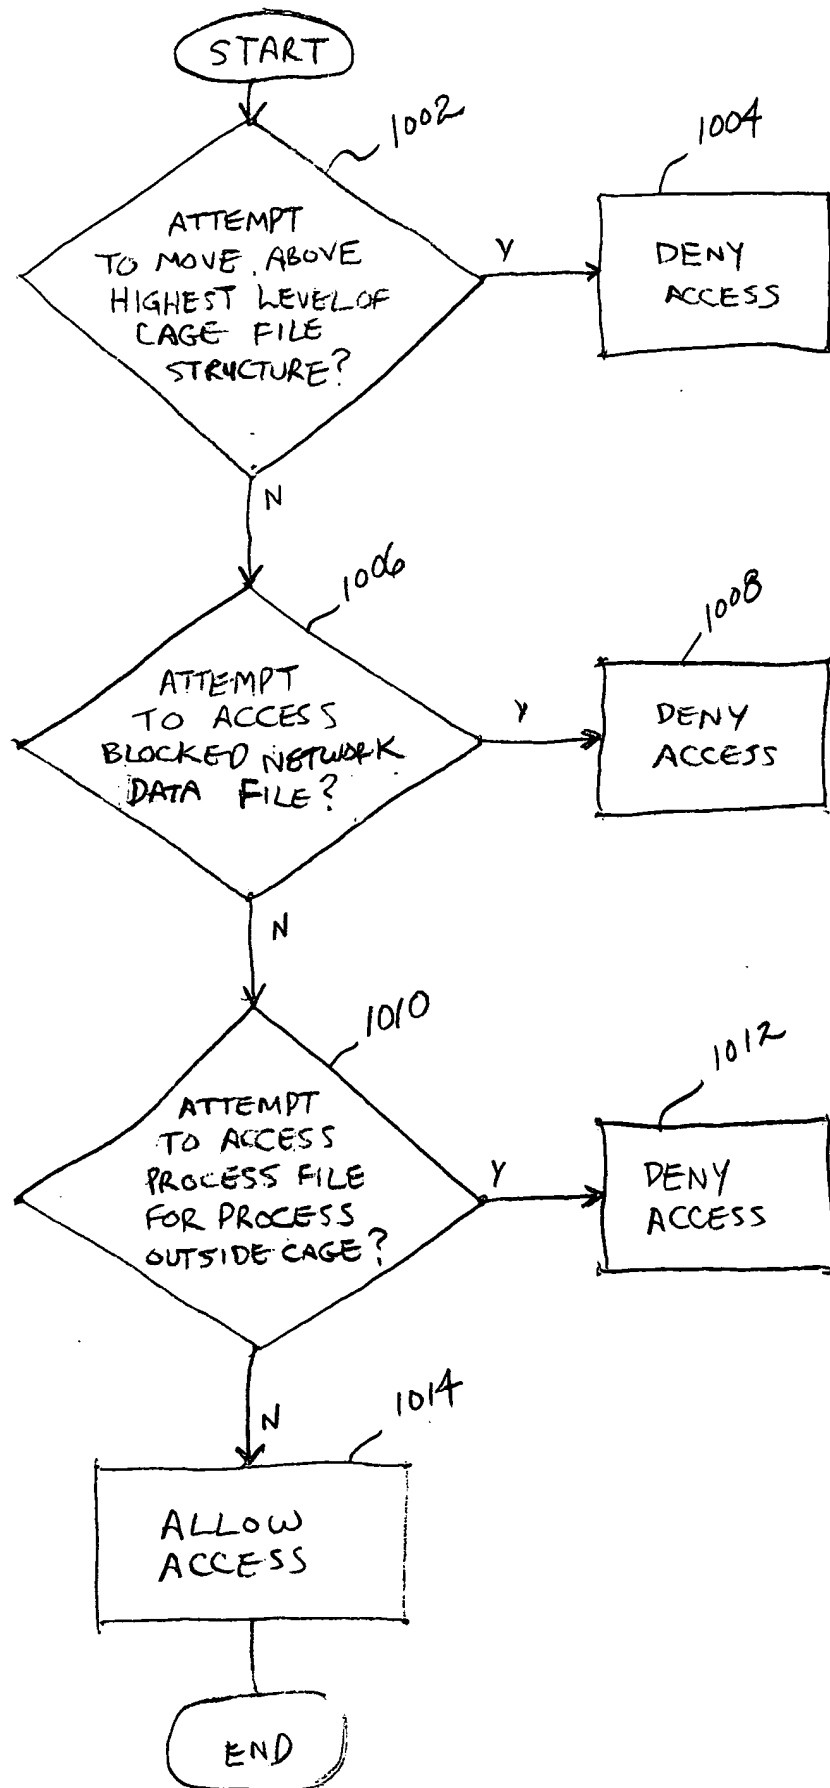 START
1002
ATTEMPT
TO MOVE ABOVE
HIGHEST LEVEL OF
CAGE FILE
STRUCTURE?
Y
1004
DENY
ACCESS
N
1006
ATTEMPT
TO ACCESS
BLOCKED NETWORK
DATA FILE?
Y
1008
DENY
ACCESS
N
1010
ATTEMPT
TO ACCESS
PROCESS FILE
FOR PROCESS
OUTSIDE CAGE?
Y
1012
DENY
ACCESS
N
1014
ALLOW
ACCESS
END